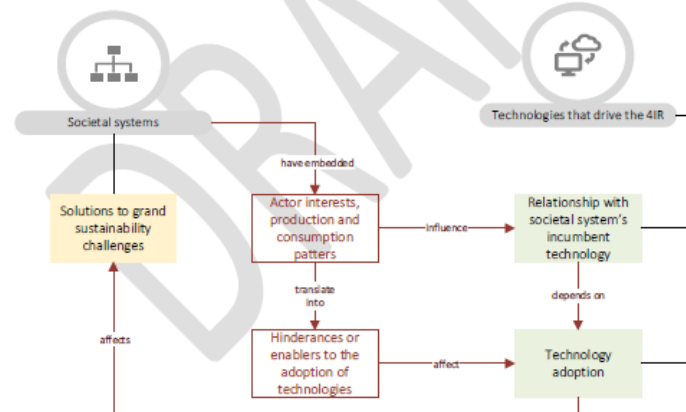 DRAFT
Societal systems
Technologies that drive the 4IR
have embedded
Solutions to grand
sustainability
challenges
Actor interests,
production and
consumption
patters
influence
Relationship with
societal system's
incumbent
technology
translate
into
depends on
affects
Hinderances or
enablers to the
adoption of
technologies
affect
Technology
adoption